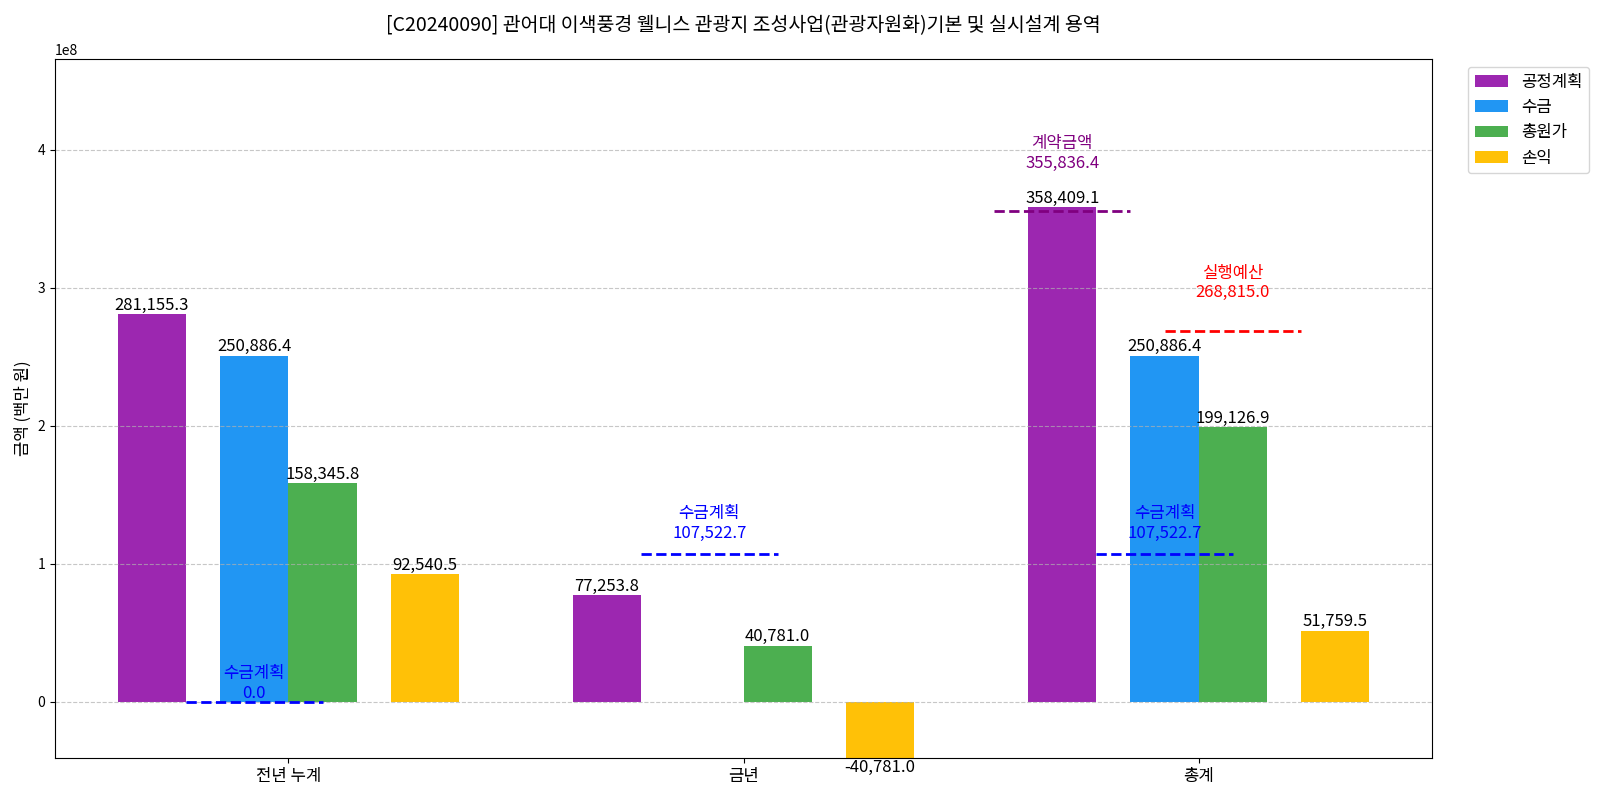 [C20240090] 관어대 이색풍경 웰니스 관광지 조성사업(관광자원화)기본 및 실시설계 용역
1e8
금액 (백만 원)
4
3
2
1
0
281,155.3
250,886.4
158,345.8
92,540.5
수금계획
0.0
77,253.8
수금계획
107,522.7
40,781.0
-40,781.0
계약금액
355,836.4
358,409.1
실행예산
268,815.0
250,886.4
199,126.9
수금계획
107,522.7
51,759.5
전년 누계
금년
총계
공정계획
수금
총원가
손익